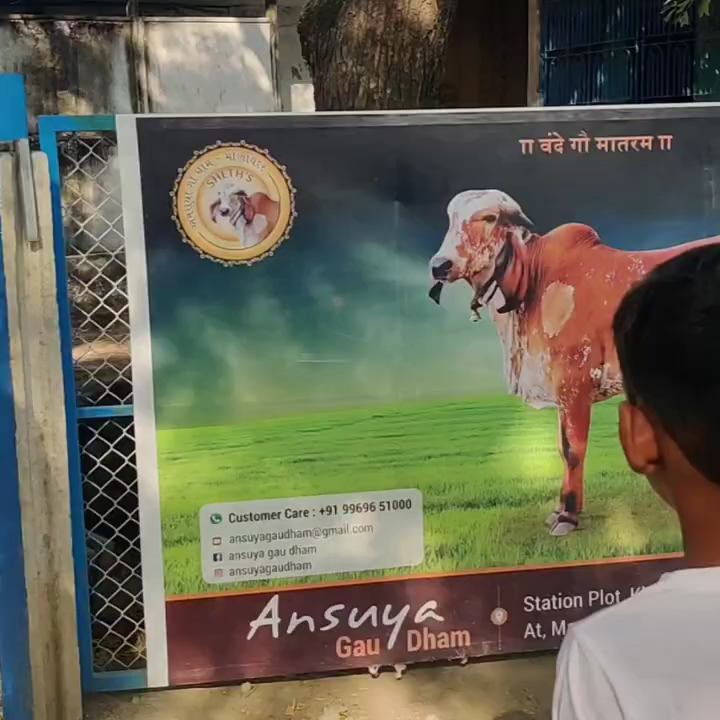 ॥ वंदे गौ मातरम ॥
SHETH'S
Customer Care : +91 99696 51000
ansuyagaudham@gmail.com
ansuya gau dham
ansuyagaudham
Ansuya
Gau Dham
Station Plot,
At,